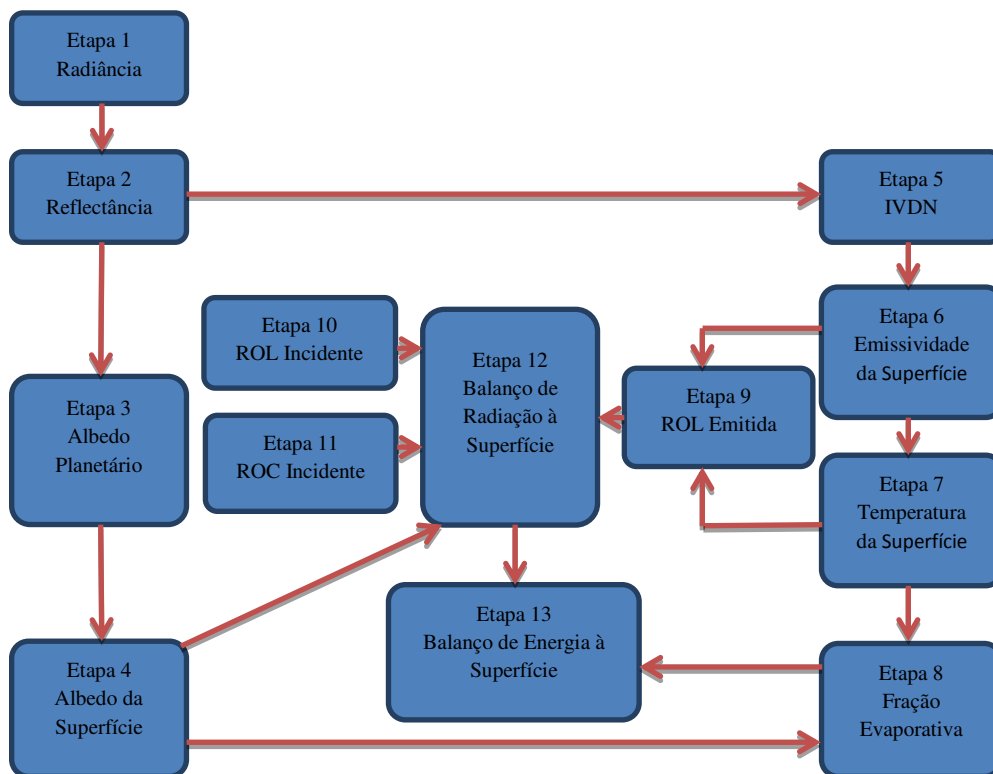 Etapa 1
Radiância
Etapa 2
Reflectância
Etapa 5
IVDN
Etapa 10
ROL Incidente
Etapa 12
Balanço de
Radiação à
Superfície
Etapa 6
Emissividade
da Superfície
Etapa 3
Albedo
Planetário
Etapa 9
ROL Emitida
Etapa 11
ROC Incidente
Etapa 7
Temperatura
da Superfície
Etapa 13
Balanço de Energia à
Superfície
Etapa 4
Albedo da
Superfície
Etapa 8
Fração
Evaporativa